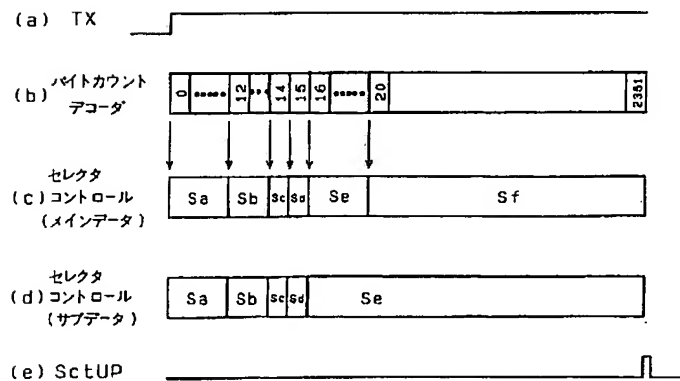 (a) TX
(b) バイトカウント
デコーダ
0 ••••• 12 ••• 14 15 16 ••••• 20 2351
セレクタ
(c) コントロール
(メインデータ)
Sa Sb Sc Sd Se Sf
セレクタ
(d) コントロール
(サブデータ)
Sa Sb Sc Sd Se
(e) SctUP